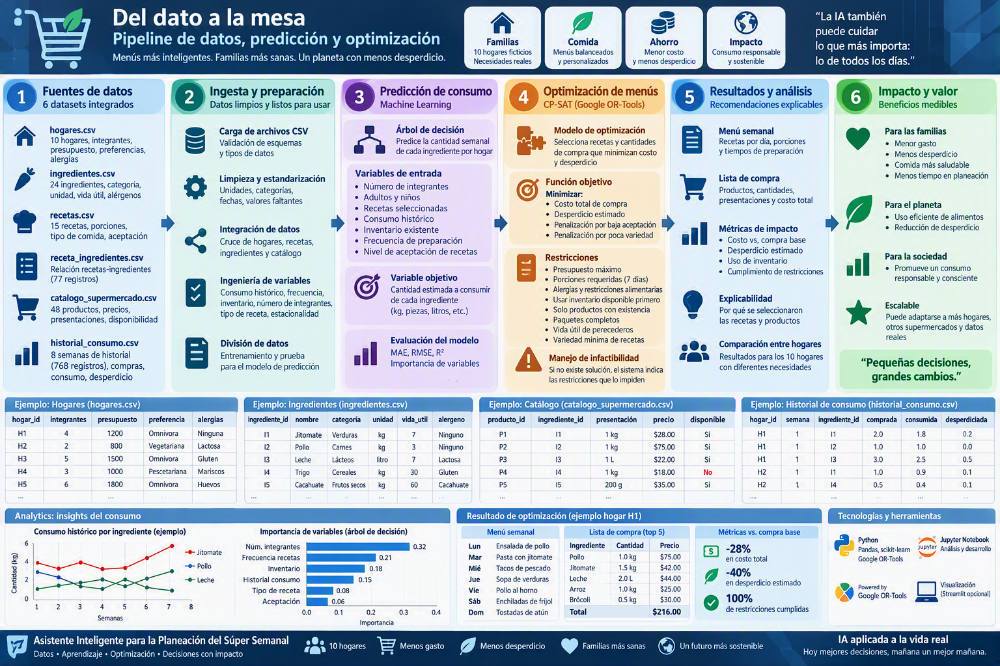 Del dato a la mesa
Pipeline de datos, predicción y optimización
Menús más inteligentes. Familias más sanas. Un planeta con menos desperdicio.
Familias
10 hogares ficticios
Necesidades reales
Comida
Menús balanceados
y personalizados
Ahorro
Menor costo
y menos desperdicio
Impacto
Consumo responsable
y sostenible
“La IA también
puede cuidar
lo que más importa:
lo de todos los días.”
1
Fuentes de datos
6 datasets integrados
hogares.csv
10 hogares, integrantes,
presupuesto, preferencias,
alergias
ingredientes.csv
24 ingredientes, categoría,
unidad, vida útil, alérgenos
recetas.csv
15 recetas, porciones,
tipo de comida, aceptación
receta_ingredientes.csv
Relación recetas-ingredientes
(77 registros)
catalogo_supermercado.csv
48 productos, precios,
presentaciones, disponibilidad
historial_consumo.csv
8 semanas de historial
(768 registros), compras,
consumo, desperdicio
2
Ingesta y preparación
Datos limpios y listos para usar
Carga de archivos CSV
Validación de esquemas
y tipos de datos
Limpieza y estandarización
Unidades, categorías,
fechas, valores faltantes
Integración de datos
Cruce de hogares, recetas,
ingredientes y catálogo
Ingeniería de variables
Consumo histórico, frecuencia,
inventario, número de integrantes,
tipo de receta, estacionalidad
División de datos
Entrenamiento y prueba
para el modelo de predicción
3
Predicción de consumo
Machine Learning
Árbol de decisión
Predice la cantidad semanal
de cada ingrediente por hogar
Variables de entrada
• Número de integrantes
• Adultos y niños
• Recetas seleccionadas
• Consumo histórico
• Inventario existente
• Frecuencia de preparación
• Nivel de aceptación de recetas
Variable objetivo
Cantidad estimada a consumir
de cada ingrediente
(kg, piezas, litros, etc.)
Evaluación del modelo
MAE, RMSE, R²
Importancia de variables
4
Optimización de menús
CP-SAT (Google OR-Tools)
Modelo de optimización
Selecciona recetas y cantidades
de compra que minimizan costo
y desperdicio
Función objetivo
Minimizar:
• Costo total de compra
• Desperdicio estimado
• Penalización por baja aceptación
• Penalización por poca variedad
Restricciones
• Presupuesto máximo
• Porciones requeridas (7 días)
• Alergias y restricciones alimentarias
• Usar inventario disponible primero
• Solo productos con existencia
• Paquetes completos
• Vida útil de perecederos
• Variedad mínima de recetas
Manejo de infactibilidad
Si no existe solución, el sistema indica
las restricciones que lo impiden
5
Resultados y análisis
Recomendaciones explicables
Menú semanal
Recetas por día, porciones
y tiempos de preparación
Lista de compra
Productos, cantidades,
presentaciones y costo total
Métricas de impacto
• Costo vs. compra base
• Desperdicio estimado
• Uso de inventario
• Cumplimiento de restricciones
Explicabilidad
Por qué se seleccionaron
las recetas y productos
Comparación entre hogares
Resultados para los 10 hogares
con diferentes necesidades
6
Impacto y valor
Beneficios medibles
Para las familias
• Menor gasto
• Menos desperdicio
• Comida más saludable
• Menos tiempo en planeación
Para el planeta
• Uso eficiente de alimentos
• Reducción de desperdicio
Para la sociedad
• Promueve un consumo
responsable y consciente
Escalable
Puede adaptarse a más hogares,
otros supermercados y datos
reales
“Pequeñas decisiones,
grandes cambios.”
Ejemplo: Hogares (hogares.csv)
hogar_id integrantes presupuesto preferencia alergias
H1 4 1200 Omnívora Ninguna
H2 2 800 Vegetariana Lactosa
H3 5 1500 Omnívora Gluten
H4 3 1000 Pescetariana Mariscos
H5 6 1800 Omnívora Huevos
... ... ... ...
Ejemplo: Ingredientes (ingredientes.csv)
ingrediente_id nombre categoría unidad vida_util alergeno
I1 Jitomate Verduras kg 7 Ninguno
I2 Pollo Carnes kg 3 Ninguno
I3 Leche Lácteos litro 7 Lactosa
I4 Trigo Cereales kg 30 Gluten
I5 Cacahuate Frutos secos kg 60 Cacahuate
... ... ... ... ... ...
Ejemplo: Catálogo (catalogo_supermercado.csv)
producto_id ingrediente_id presentación precio disponible
P1 I1 1 kg $28.00 Sí
P2 I2 1 kg $75.00 Sí
P3 I3 1 L $22.00 Sí
P4 I4 1 kg $18.00 No
P5 I5 200 g $35.00 Sí
... ... ...
Ejemplo: Historial de consumo (historial_consumo.csv)
hogar_id semana ingrediente_id comprada consumida desperdiciada
H1 1 I1 2.0 1.8 0.2
H1 1 I2 1.0 1.0 0.0
H1 1 I3 3.0 2.5 0.5
H2 1 I1 1.0 0.9 0.1
H2 1 I4 0.5 0.4 0.1
... ... ... ... ... ...
Analytics: insights del consumo
Consumo histórico por ingrediente (ejemplo)
Cantidad (kg)
6
4
2
0
1 2 3 4 5 6 7 8
Semanas
Jitomate
Pollo
Leche
Importancia de variables (árbol de decisión)
Núm. integrantes 0.32
Frecuencia recetas 0.21
Inventario 0.18
Historial consumo 0.15
Tipo de receta 0.08
Aceptación 0.06
0.0 0.1 0.2 0.3 0.4
Importancia
Resultado de optimización (ejemplo hogar H1)
Menú semanal
Lun Ensalada de pollo
Mar Pasta con jitomate
Mié Tacos de pescado
Jue Sopa de verduras
Vie Pollo al horno
Sáb Enchiladas de frijol
Dom Tostadas de atún
Lista de compra (top 5)
Ingrediente Cantidad Precio
Pollo 1.0 kg $75.00
Jitomate 1.5 kg $42.00
Leche 2.0 L $44.00
Arroz 1.0 kg $25.00
Brócoli 0.5 kg $30.00
Total $216.00
Métricas vs. compra base
-28%
en costo total
-40%
en desperdicio estimado
100%
de restricciones cumplidas
Tecnologías y herramientas
Python
Pandas, scikit-learn
Google OR-Tools
jupyter
Jupyter Notebook
Análisis y desarrollo
Powered by
Google OR-Tools
Visualización
(Streamlit opcional)
Asistente Inteligente para la Planeación del Súper Semanal
Datos • Aprendizaje • Optimización • Decisiones con impacto
10 hogares
Menos gasto
Menos desperdicio
Familias más sanas
Un futuro más sostenible
IA aplicada a la vida real
Hoy mejores decisiones, mañana un mejor mañana.